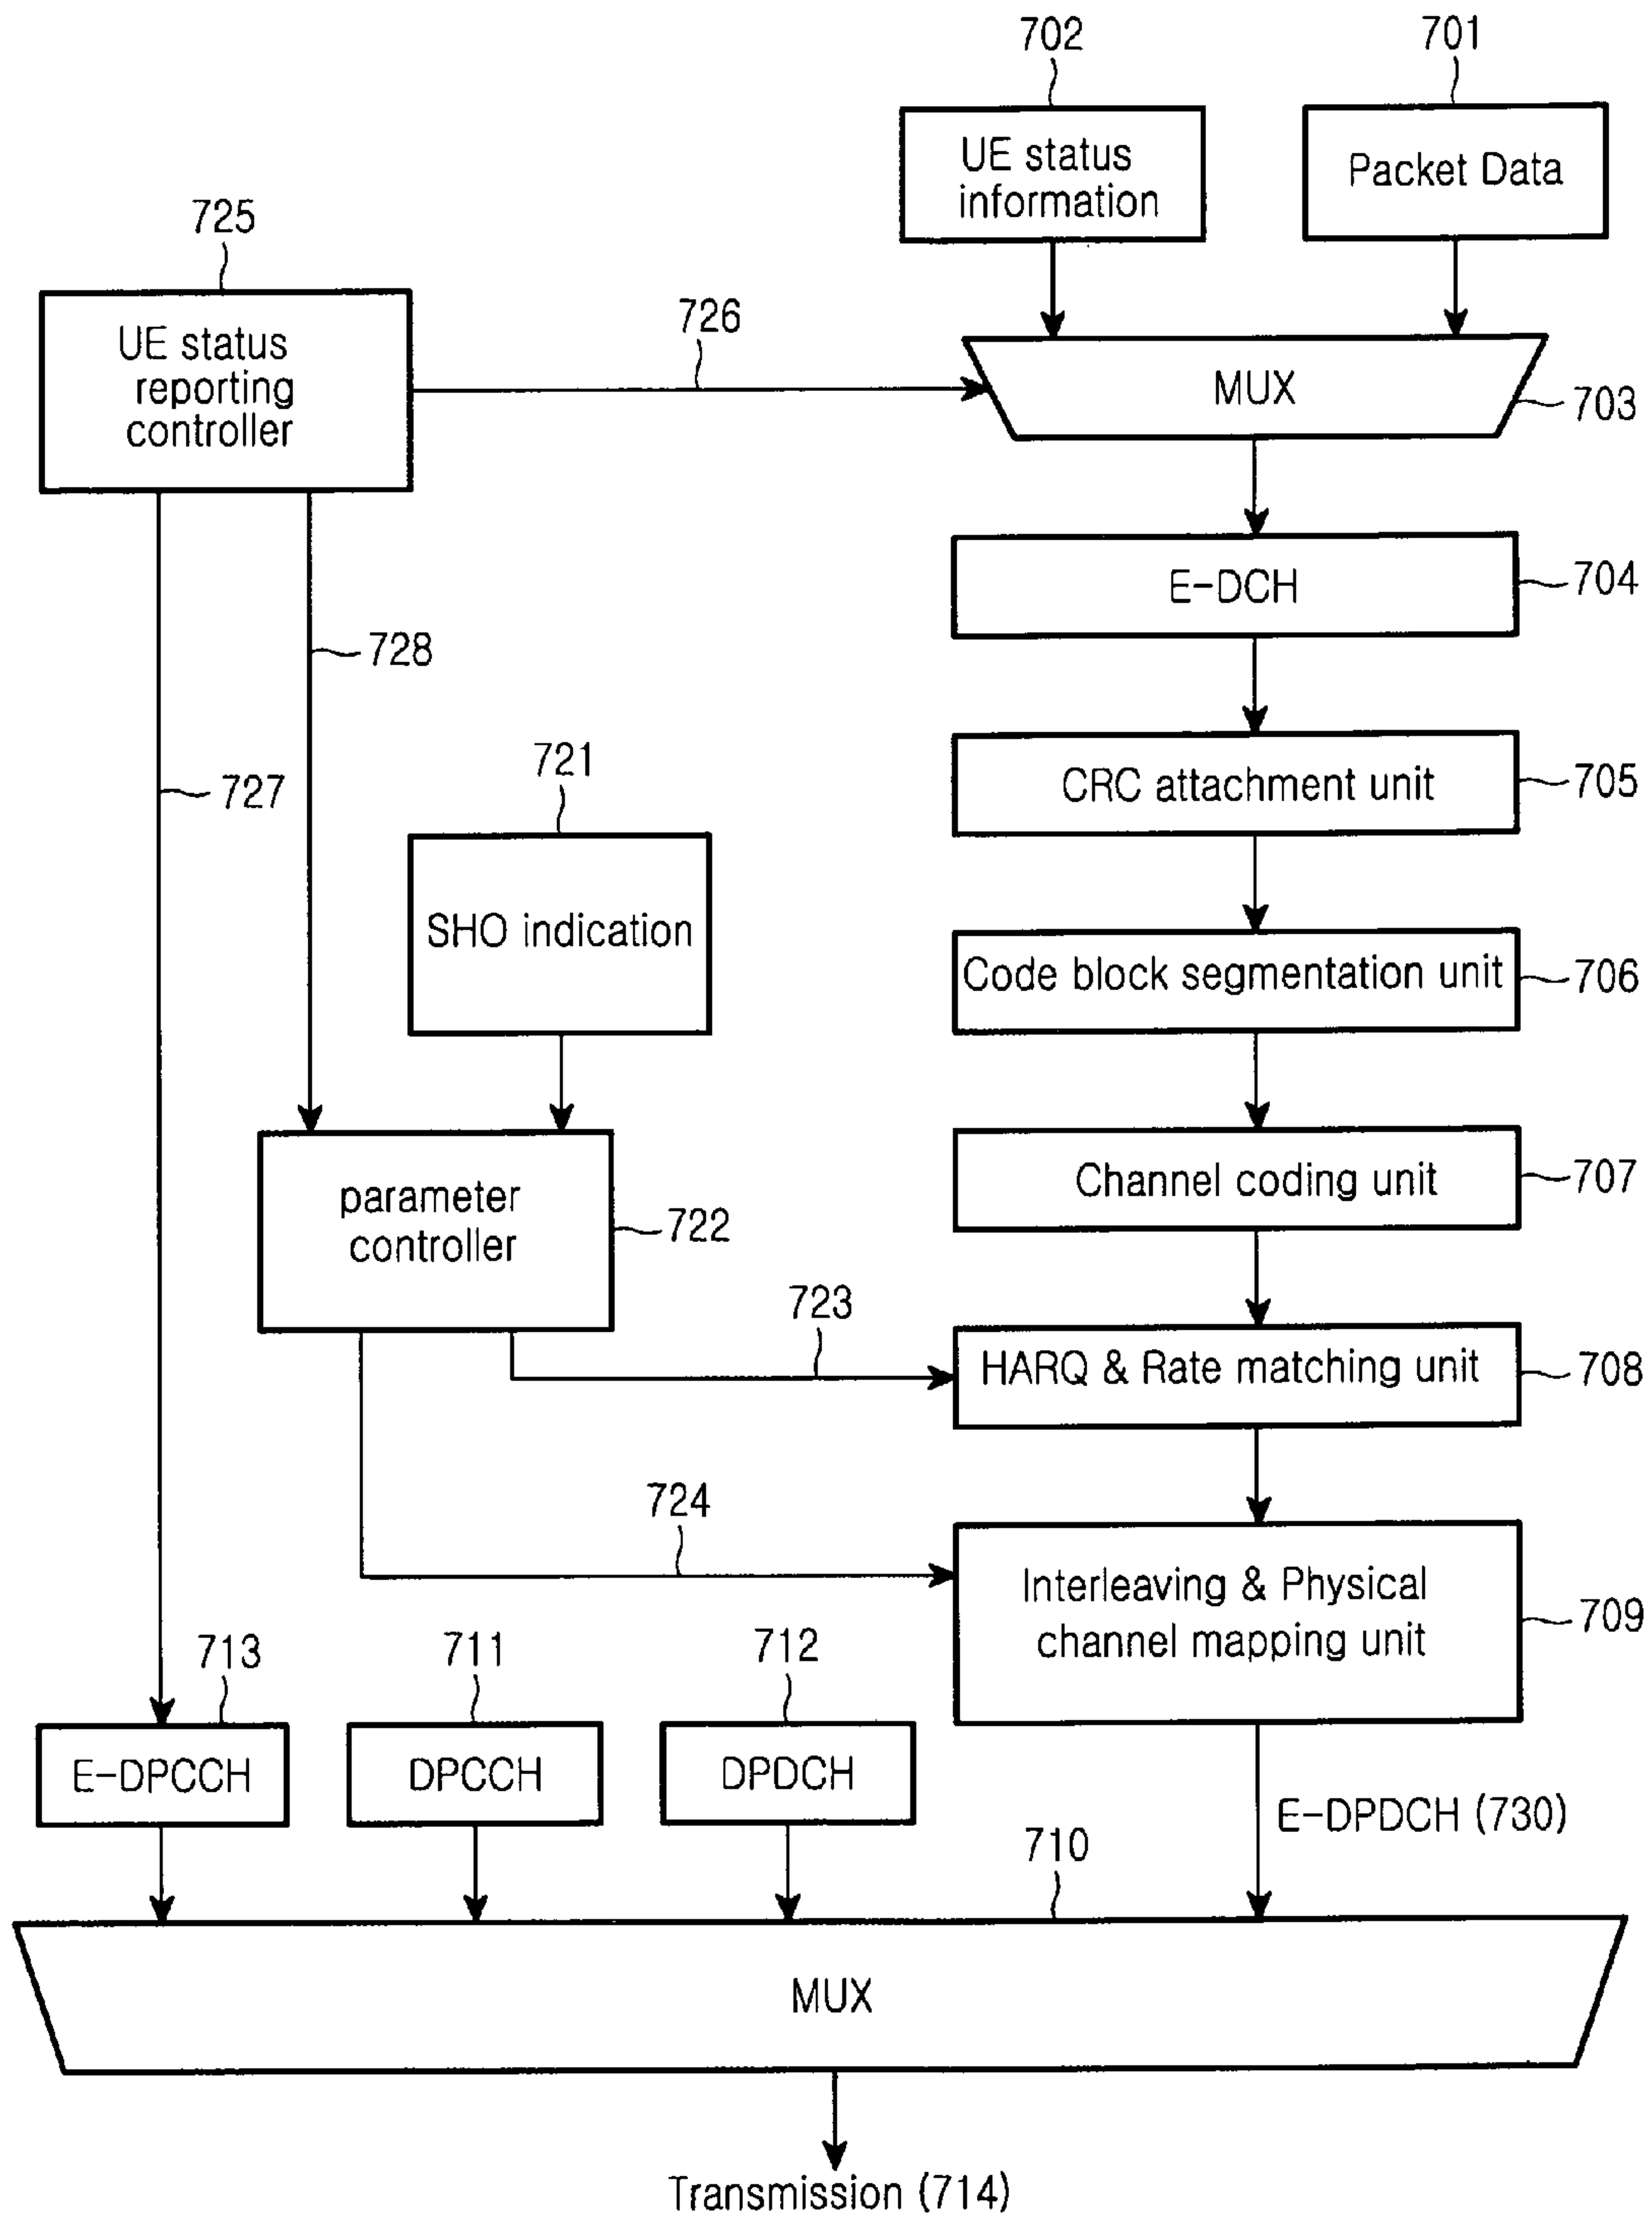 702
701
UE status
information
Packet Data
725
UE status
reporting
controller
726
MUX
703
E-DCH
704
728
727
721
CRC attachment unit
705
SHO indication
Code block segmentation unit
706
parameter
controller
722
Channel coding unit
707
723
HARQ & Rate matching unit
708
724
Interleaving & Physical
channel mapping unit
709
713
711
712
E-DPCCH
DPCCH
DPDCH
E-DPDCH (730)
710
MUX
Transmission (714)